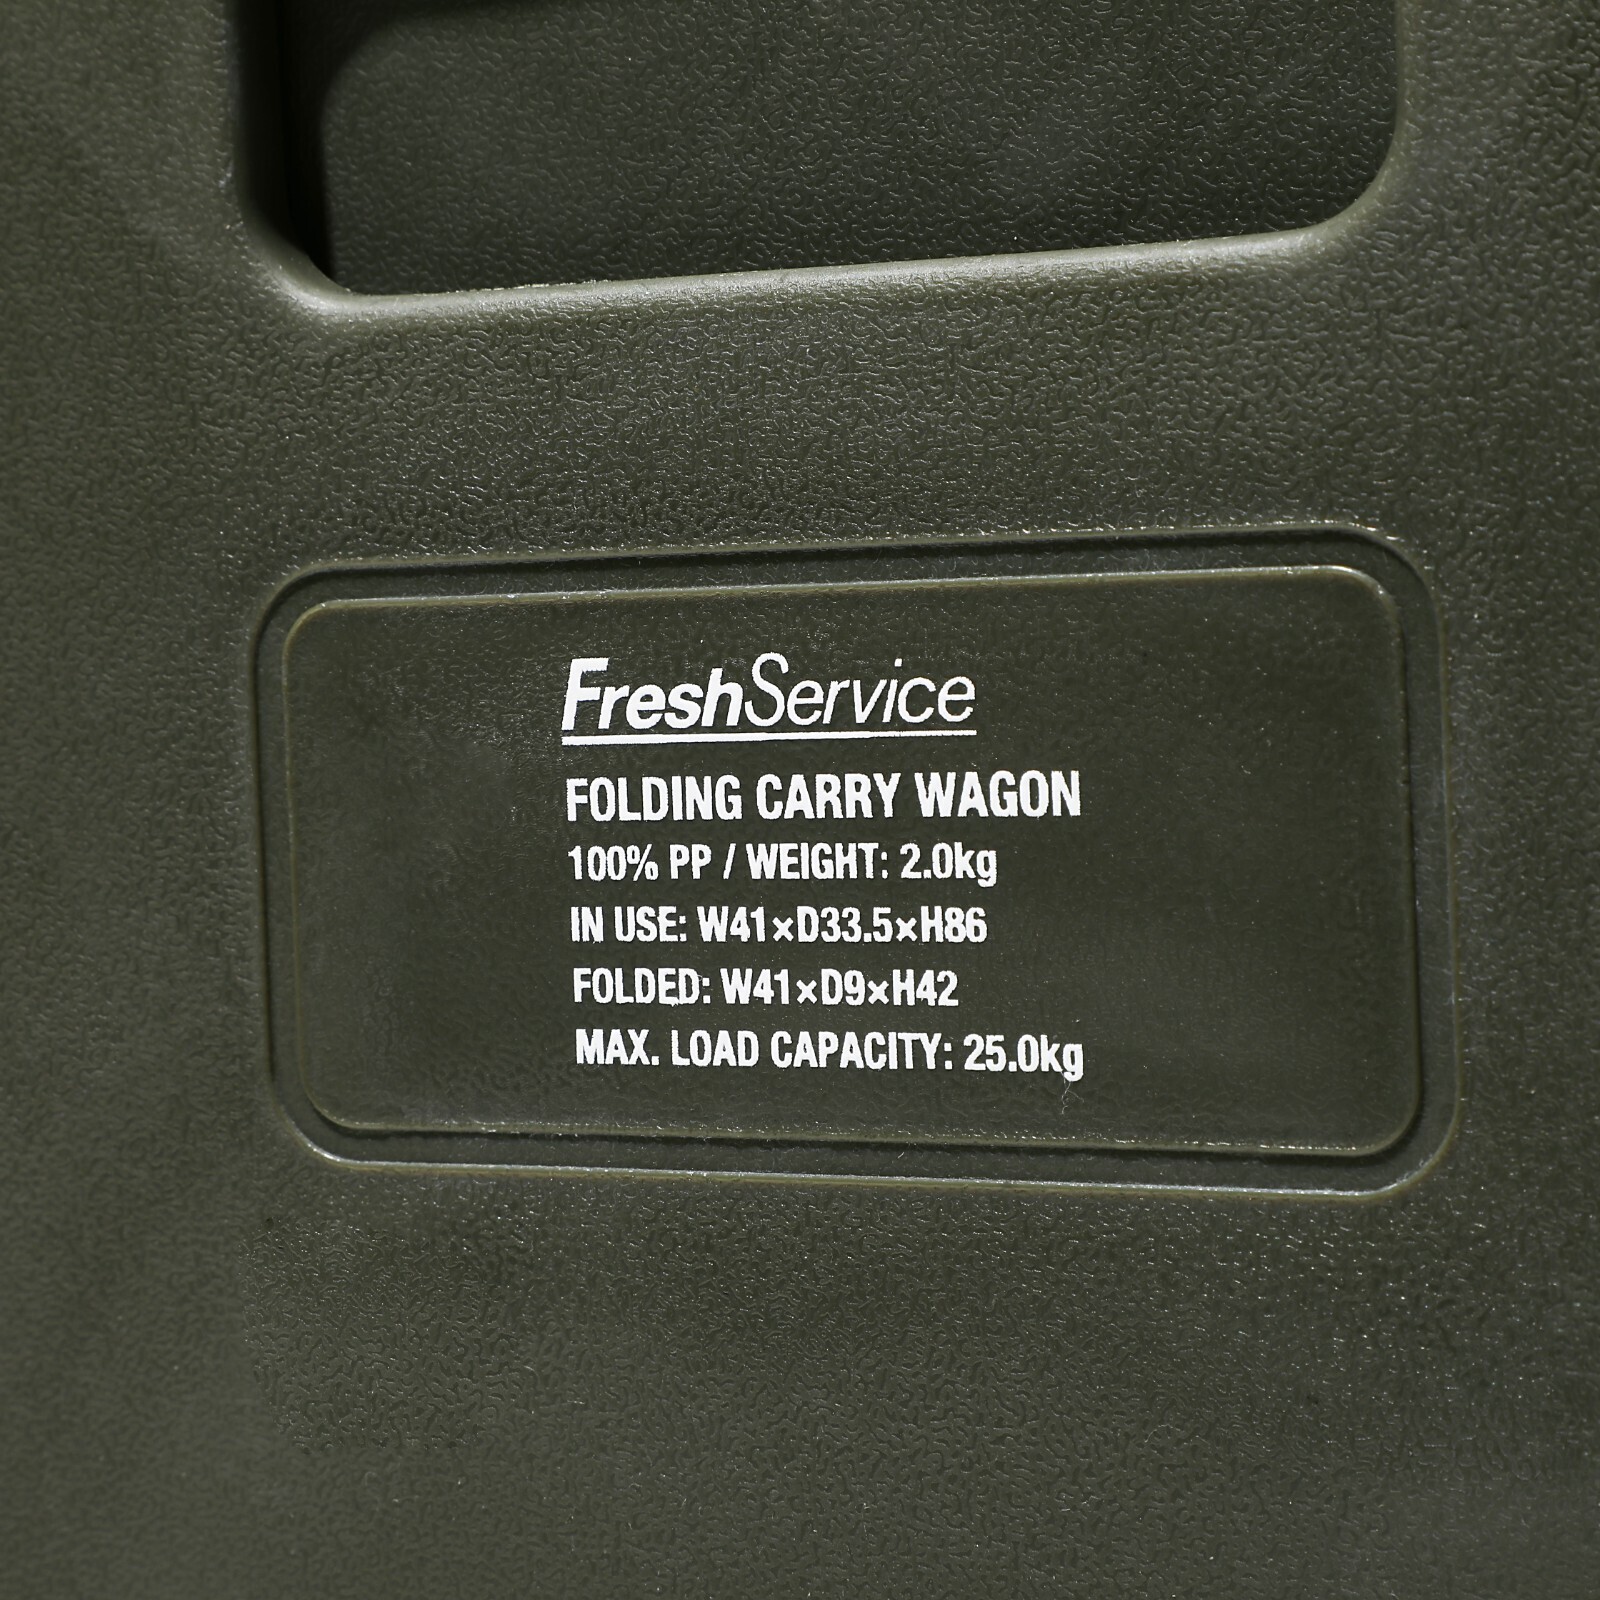 FreshService
FOLDING CARRY WAGON
100% PP / WEIGHT: 2.0kg
IN USE: W41×D33.5×H86
FOLDED: W41×D9×H42
MAX. LOAD CAPACITY: 25.0kg